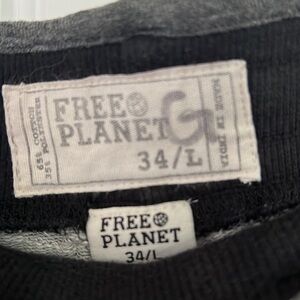 65% COTTON
35% POLYESTER
FREE
PLANET
G
34/L
MADE IN INDIA
FREE
PLANET
34/L